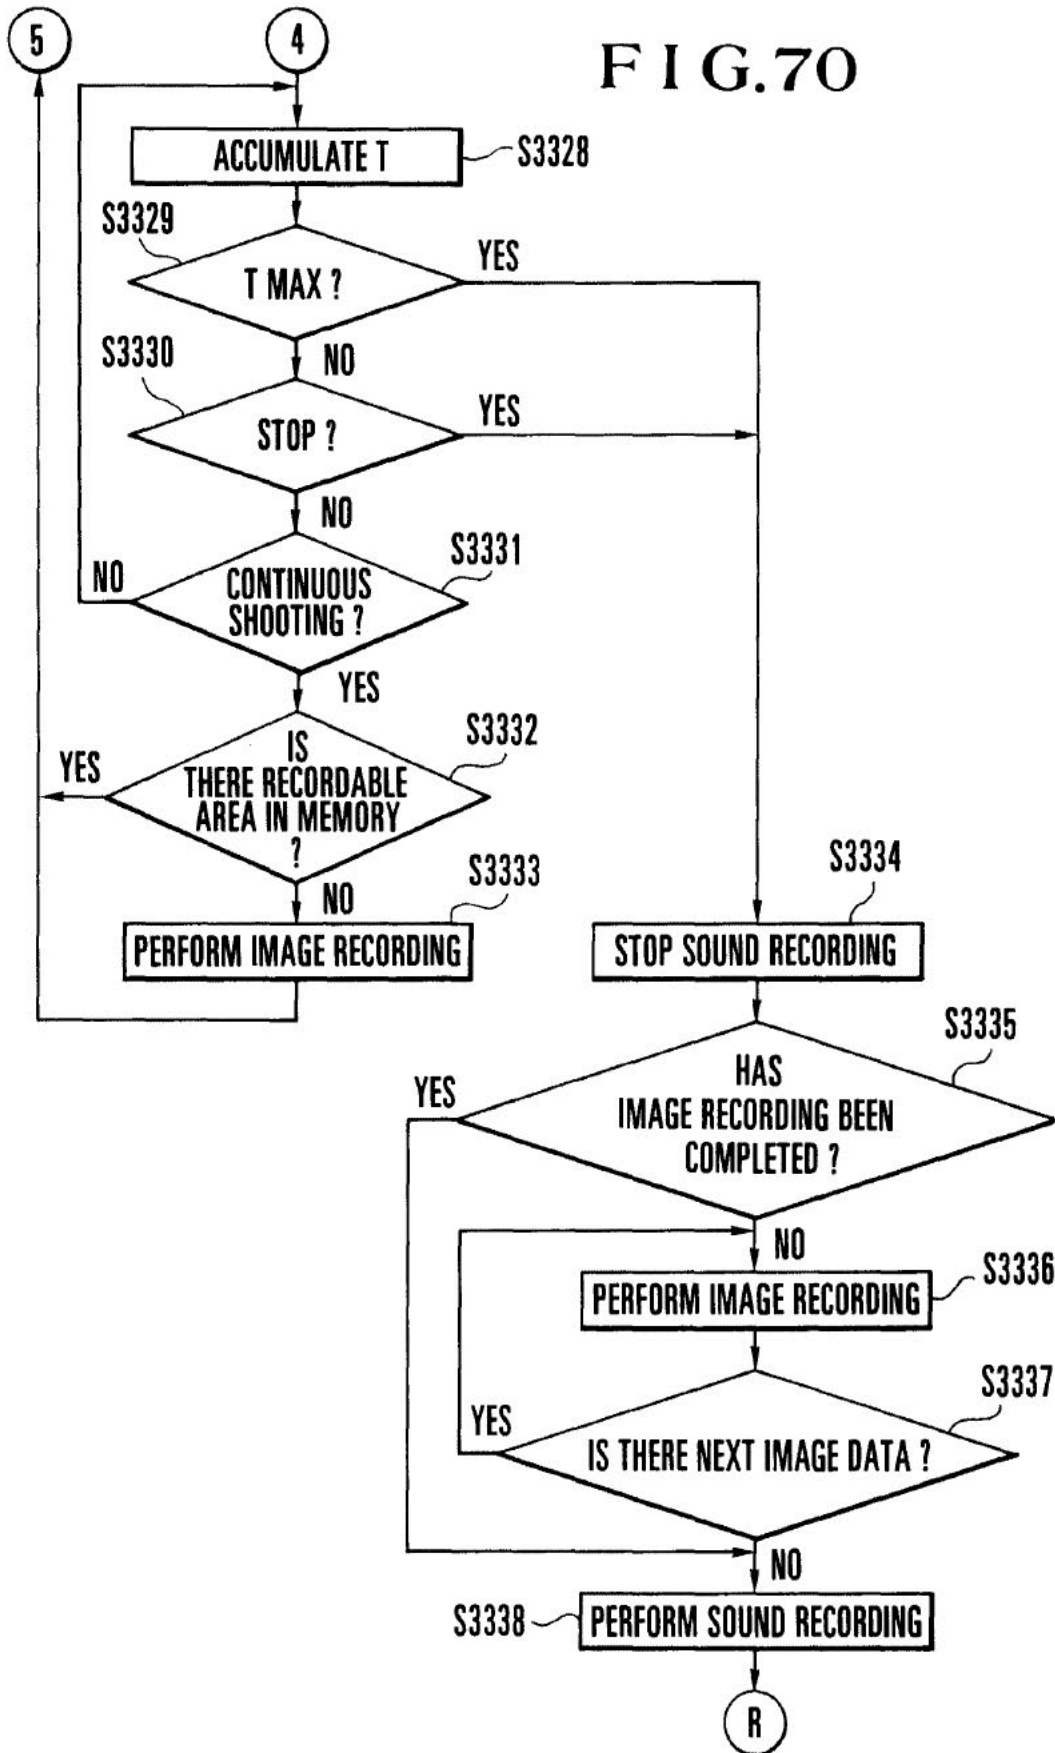 5
4
FIG.70
ACCUMULATE T
S3328
S3329
T MAX ?
YES
NO
S3330
STOP ?
YES
NO
S3331
CONTINUOUS
SHOOTING ?
NO
YES
S3332
IS
THERE RECORDABLE
AREA IN MEMORY
?
YES
NO
S3333
PERFORM IMAGE RECORDING
S3334
STOP SOUND RECORDING
S3335
HAS
IMAGE RECORDING BEEN
COMPLETED ?
YES
NO
S3336
PERFORM IMAGE RECORDING
S3337
IS THERE NEXT IMAGE DATA ?
YES
NO
S3338
PERFORM SOUND RECORDING
R